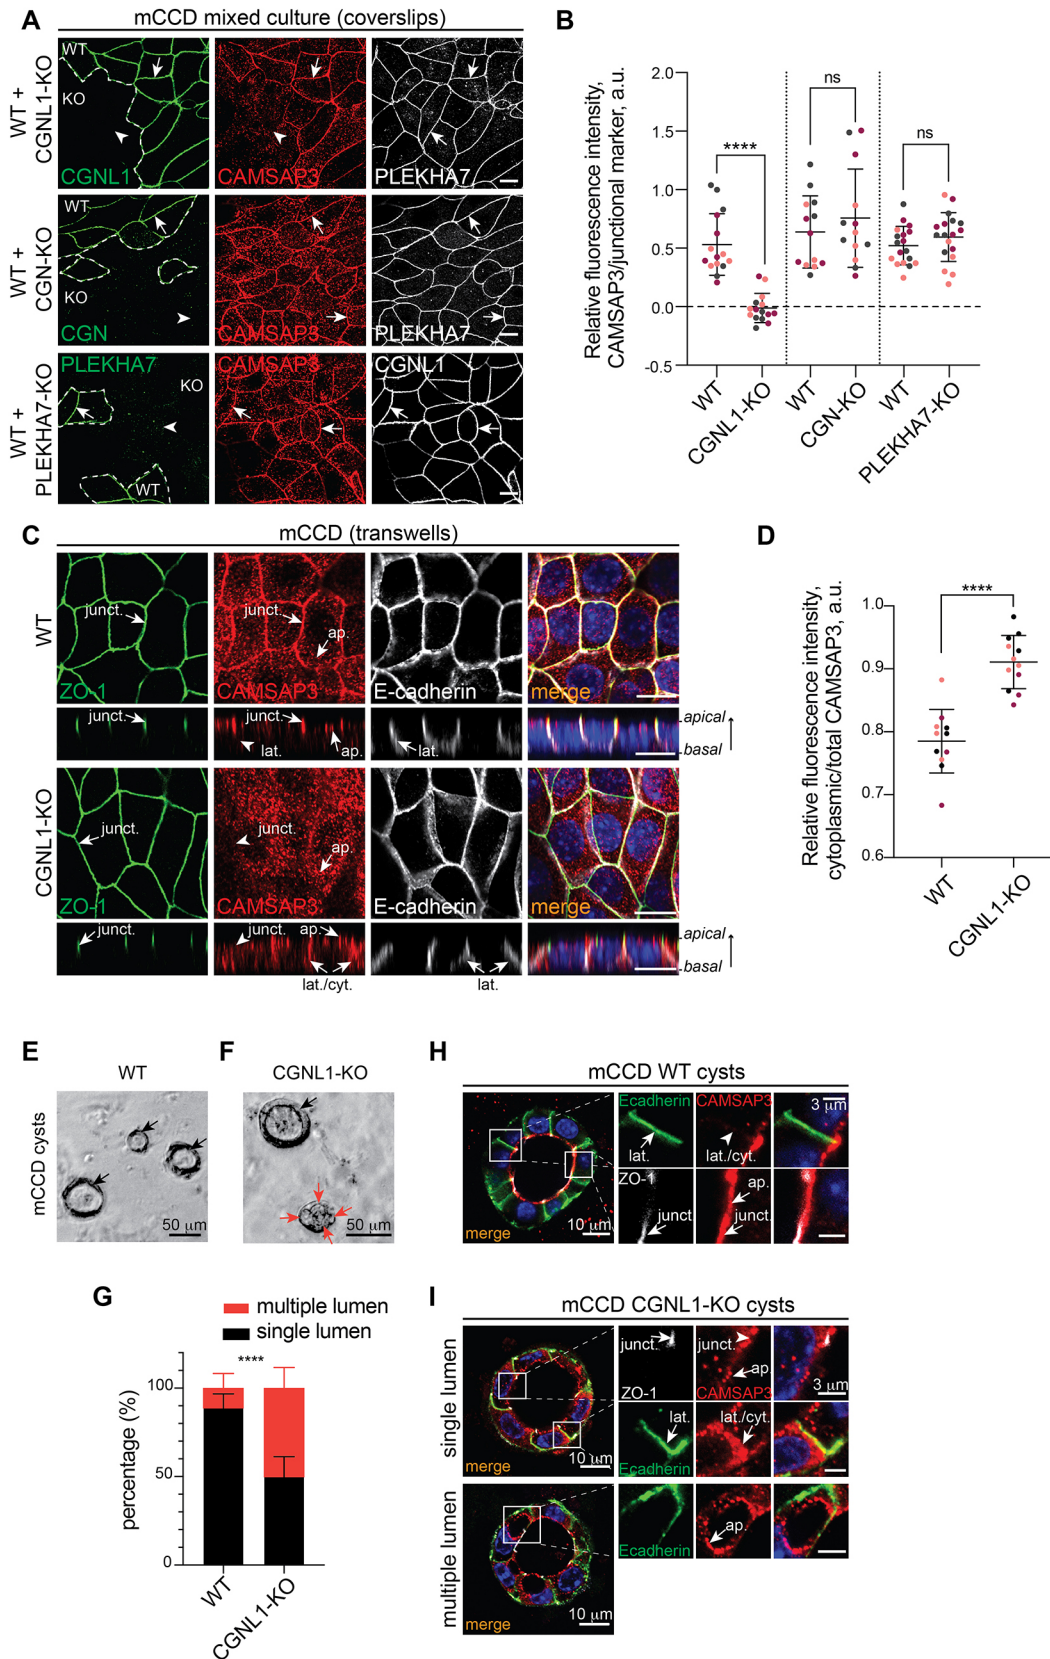 A
mCCD mixed culture (coverslips)
WT +
CGNL1-KO
WT
KO
CGNL1
CAMSAP3
PLEKHA7
WT +
CGN-KO
WT
KO
CGN
CAMSAP3
PLEKHA7
WT +
PLEKHA7-KO
PLEKHA7
KO
WT
CAMSAP3
CGNL1
B
Relative fluorescence intensity,
CAMSAP3/junctional marker, a.u.
2.0
1.5
1.0
0.5
0.0
-0.5
****
ns
ns
WT
CGNL1-KO
WT
CGN-KO
WT
PLEKHA7-KO
C
mCCD (transwells)
WT
junct.
ZO-1
junct.
ap.
CAMSAP3
E-cadherin
merge
junct.
junct.
lat.
ap.
lat.
apical
basal
CGNL1-KO
junct.
ZO-1
junct.
ap.
CAMSAP3
E-cadherin
merge
junct.
junct.
ap.
lat./cyt.
lat.
apical
basal
D
Relative fluorescence intensity,
cytoplasmic/total CAMSAP3, a.u.
1.0
0.9
0.8
0.7
0.6
****
WT
CGNL1-KO
E
WT
mCCD cysts
50 µm
F
CGNL1-KO
50 µm
G
multiple lumen
single lumen
percentage (%)
100
50
0
****
WT
CGNL1-KO
H
mCCD WT cysts
merge
10 µm
Ecadherin
lat.
CAMSAP3
lat./cyt.
3 µm
ZO-1
junct.
ap.
junct.
I
mCCD CGNL1-KO cysts
single lumen
merge
10 µm
junct.
ZO-1
junct.
ap.
CAMSAP3
3 µm
lat.
Ecadherin
lat./cyt.
multiple lumen
merge
10 µm
Ecadherin
ap.